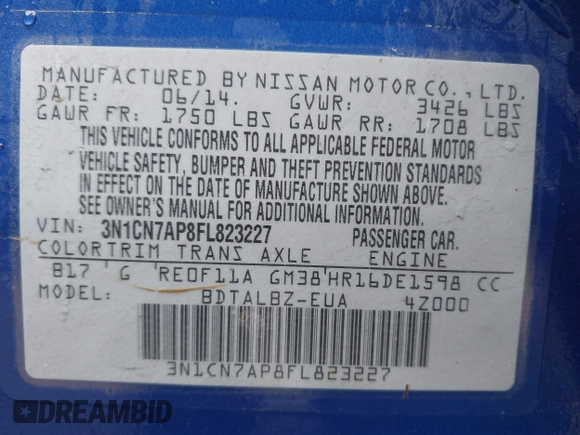 MANUFACTURED BY NISSAN MOTOR CO., LTD.
DATE: 06/14. GVWR: 3426 LBS
GAWR FR: 1750 LBS GAWR RR: 1708 LBS
THIS VEHICLE CONFORMS TO ALL APPLICABLE FEDERAL MOTOR
VEHICLE SAFETY, BUMPER AND THEFT PREVENTION STANDARDS
IN EFFECT ON THE DATE OF MANUFACTURE SHOWN ABOVE.
SEE OWNER'S MANUAL FOR ADDITIONAL INFORMATION.
VIN: 3N1CN7AP8FL823227 PASSENGER CAR.
COLOR TRIM TRANS AXLE ENGINE
B17 ' G 'RE0F11A GM38'HR16DE1598 CC
MODEL: BDTALBZ-EUA 4Z000
3N1CN7AP8FL823227
DREAMBID